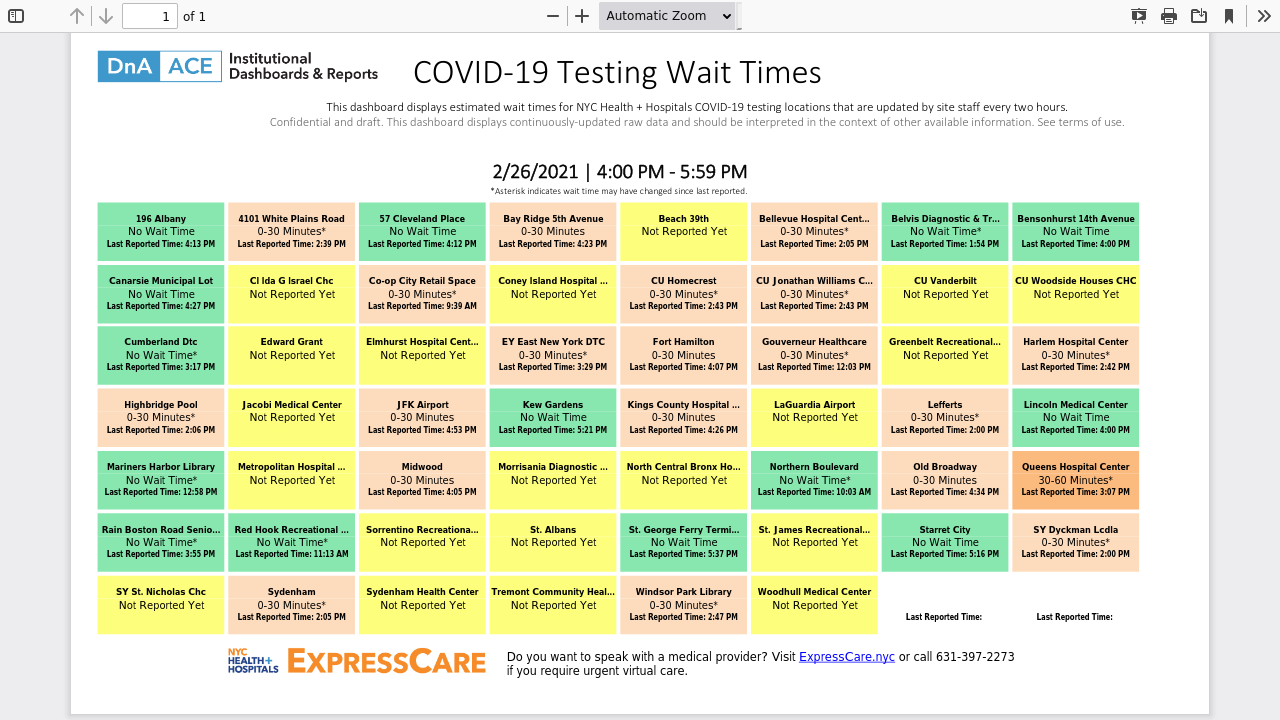 1 of 1 Automatic Zoom
DnA ACE Institutional Dashboards & Reports
COVID-19 Testing Wait Times
This dashboard displays estimated wait times for NYC Health + Hospitals COVID-19 testing locations that are updated by site staff every two hours.
Confidential and draft. This dashboard displays continuously-updated raw data and should be interpreted in the context of other available information. See terms of use.
2/26/2021 | 4:00 PM - 5:59 PM
*Asterisk indicates wait time may have changed since last reported.
196 Albany
No Wait Time
Last Reported Time: 4:13 PM
4101 White Plains Road
0-30 Minutes*
Last Reported Time: 2:39 PM
57 Cleveland Place
No Wait Time
Last Reported Time: 4:12 PM
Bay Ridge 5th Avenue
0-30 Minutes
Last Reported Time: 4:23 PM
Beach 39th
Not Reported Yet
Bellevue Hospital Cent...
0-30 Minutes*
Last Reported Time: 2:05 PM
Belvis Diagnostic & Tr...
No Wait Time*
Last Reported Time: 1:54 PM
Bensonhurst 14th Avenue
No Wait Time
Last Reported Time: 4:00 PM
Canarsie Municipal Lot
No Wait Time
Last Reported Time: 4:27 PM
CI Ida G Israel Chc
Not Reported Yet
Co-op City Retail Space
0-30 Minutes*
Last Reported Time: 9:39 AM
Coney Island Hospital ...
Not Reported Yet
CU Homecrest
0-30 Minutes*
Last Reported Time: 2:43 PM
CU Jonathan Williams C...
0-30 Minutes*
Last Reported Time: 2:43 PM
CU Vanderbilt
Not Reported Yet
CU Woodside Houses CHC
Not Reported Yet
Cumberland Dtc
No Wait Time*
Last Reported Time: 3:17 PM
Edward Grant
Not Reported Yet
Elmhurst Hospital Cent...
Not Reported Yet
EY East New York DTC
0-30 Minutes*
Last Reported Time: 3:29 PM
Fort Hamilton
0-30 Minutes
Last Reported Time: 4:07 PM
Gouverneur Healthcare
0-30 Minutes*
Last Reported Time: 12:03 PM
Greenbelt Recreational...
Not Reported Yet
Harlem Hospital Center
0-30 Minutes*
Last Reported Time: 2:42 PM
Highbridge Pool
0-30 Minutes*
Last Reported Time: 2:06 PM
Jacobi Medical Center
Not Reported Yet
JFK Airport
0-30 Minutes
Last Reported Time: 4:53 PM
Kew Gardens
No Wait Time
Last Reported Time: 5:21 PM
Kings County Hospital ...
0-30 Minutes
Last Reported Time: 4:26 PM
LaGuardia Airport
Not Reported Yet
Lefferts
0-30 Minutes*
Last Reported Time: 2:00 PM
Lincoln Medical Center
No Wait Time
Last Reported Time: 4:00 PM
Mariners Harbor Library
No Wait Time*
Last Reported Time: 12:58 PM
Metropolitan Hospital ...
Not Reported Yet
Midwood
0-30 Minutes
Last Reported Time: 4:05 PM
Morrisania Diagnostic ...
Not Reported Yet
North Central Bronx Ho...
Not Reported Yet
Northern Boulevard
No Wait Time*
Last Reported Time: 10:03 AM
Old Broadway
0-30 Minutes
Last Reported Time: 4:34 PM
Queens Hospital Center
30-60 Minutes*
Last Reported Time: 3:07 PM
Rain Boston Road Senio...
No Wait Time*
Last Reported Time: 3:55 PM
Red Hook Recreational ...
No Wait Time*
Last Reported Time: 11:13 AM
Sorrentino Recreationa...
Not Reported Yet
St. Albans
Not Reported Yet
St. George Ferry Termi...
No Wait Time
Last Reported Time: 5:37 PM
St. James Recreational...
Not Reported Yet
Starret City
No Wait Time
Last Reported Time: 5:16 PM
SY Dyckman Lcdla
0-30 Minutes*
Last Reported Time: 2:00 PM
SY St. Nicholas Chc
Not Reported Yet
Sydenham
0-30 Minutes*
Last Reported Time: 2:05 PM
Sydenham Health Center
Not Reported Yet
Tremont Community Heal...
Not Reported Yet
Windsor Park Library
0-30 Minutes*
Last Reported Time: 2:47 PM
Woodhull Medical Center
Not Reported Yet
Last Reported Time:
Last Reported Time:
NYC HEALTH+ HOSPITALS
EXPRESSCARE
Do you want to speak with a medical provider? Visit ExpressCare.nyc or call 631-397-2273
if you require urgent virtual care.